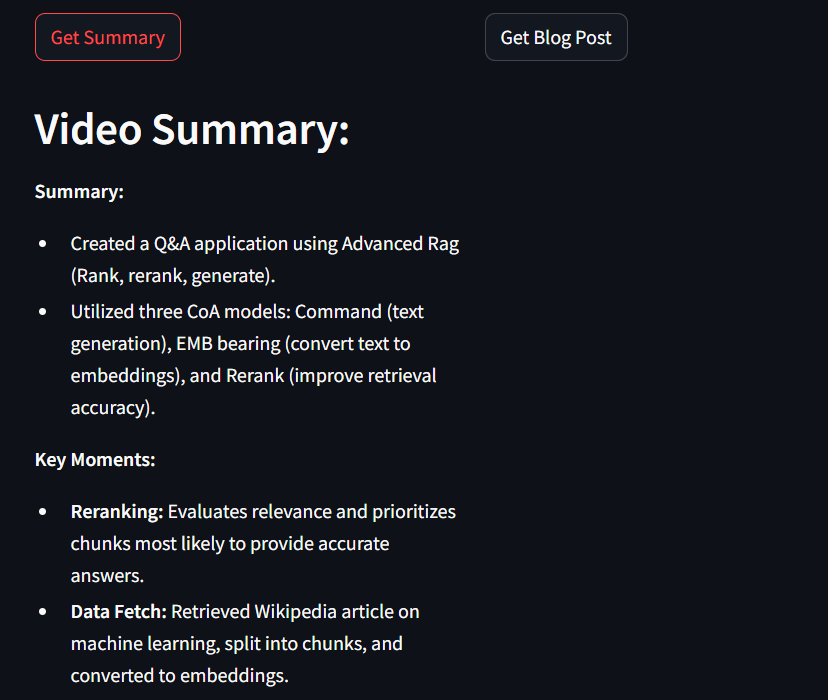 Get Summary
Get Blog Post
Video Summary:
Summary:
Created a Q&A application using Advanced Rag
(Rank, rerank, generate).
Utilized three CoA models: Command (text
generation), EMB bearing (convert text to
embeddings), and Rerank (improve retrieval
accuracy).
Key Moments:
Reranking: Evaluates relevance and prioritizes
chunks most likely to provide accurate
answers.
Data Fetch: Retrieved Wikipedia article on
machine learning, split into chunks, and
converted to embeddings.